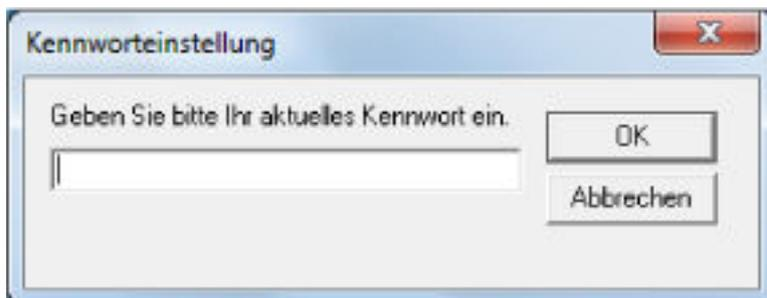 Kennworteinstellung
Geben Sie bitte Ihr aktuelles Kennwort ein.
OK
Abbrechen